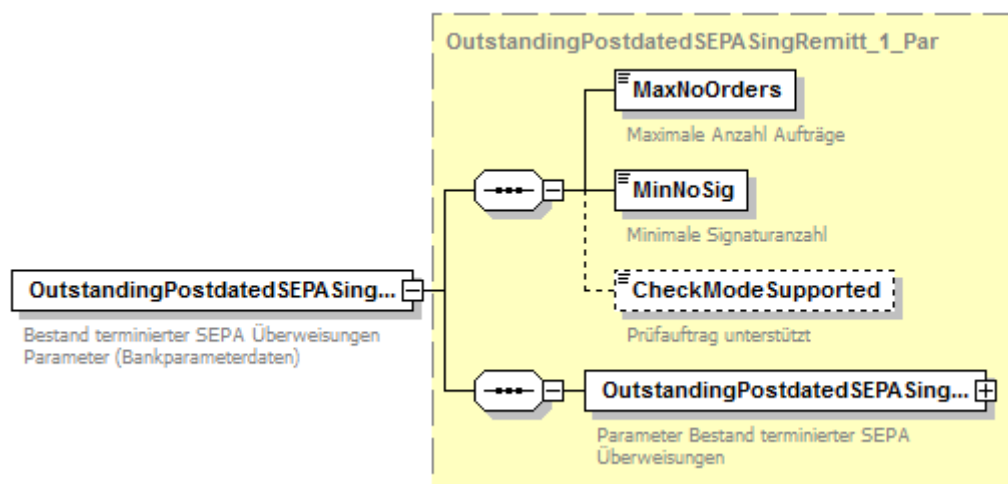 OutstandingPostdatedSEPASingRemitt_1_Par
MaxNoOrders
Maximale Anzahl Aufträge
MinNoSig
Minimale Signaturanzahl
CheckModeSupported
Prüfauftrag unterstützt
OutstandingPostdatedSEPASing...
Bestand terminierter SEPA Überweisungen
Parameter (Bankparameterdaten)
OutstandingPostdatedSEPASing...
Parameter Bestand terminierter SEPA
Überweisungen